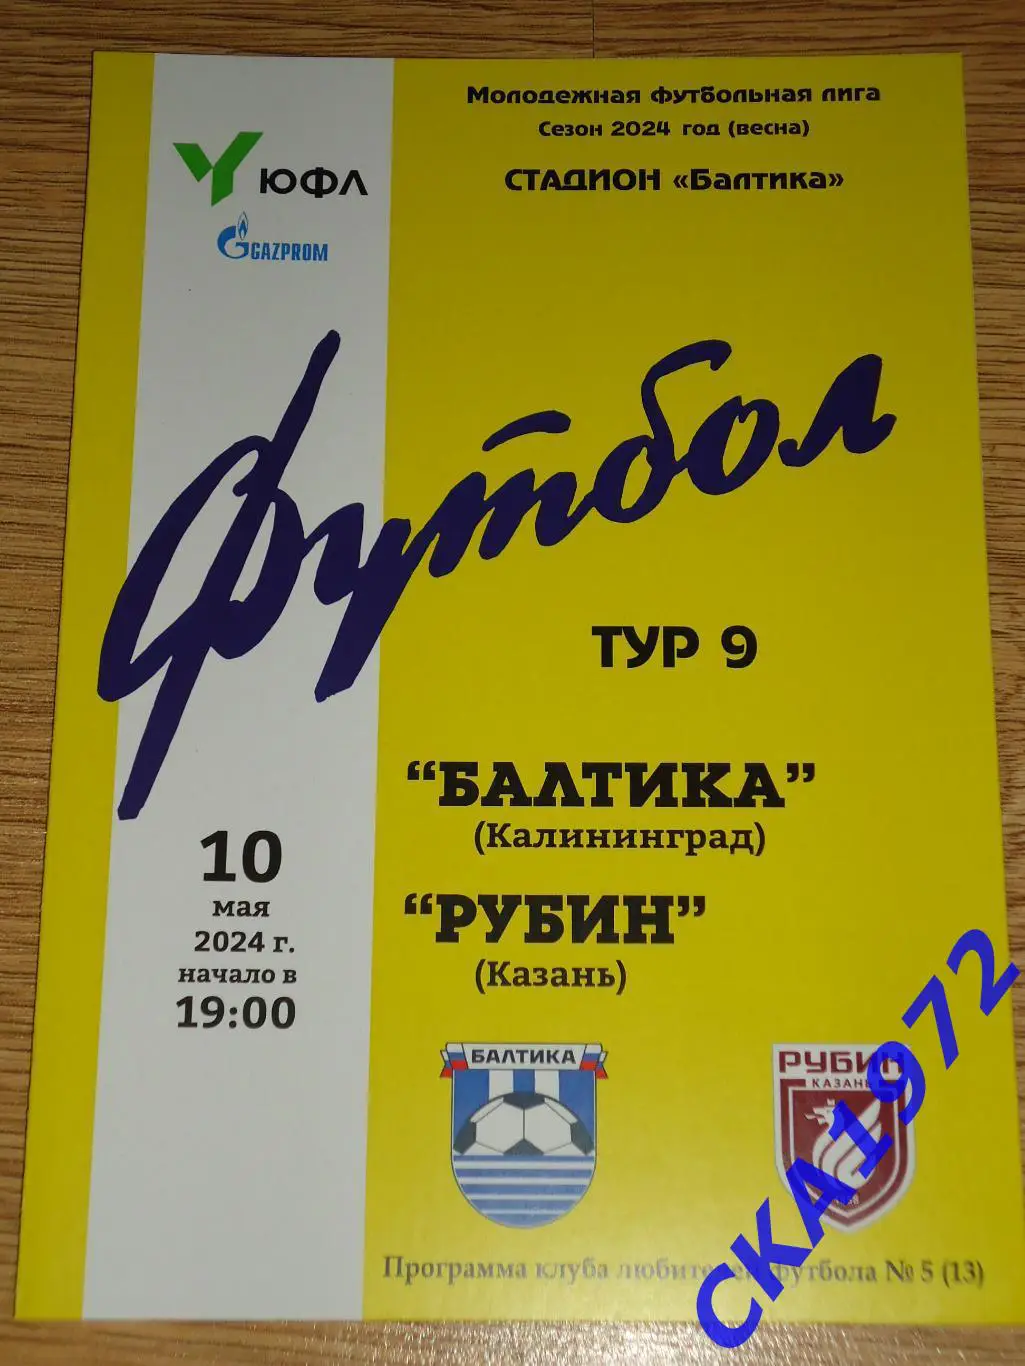 Молодежная футбольная лига
Сезон 2024 год (весна)
СТАДИОН «Балтика»
ЮФЛ
GAZPROM
Футбол
ТУР 9
"БАЛТИКА"
(Калининград)
"РУБИН"
(Казань)
10
мая
2024 г.
начало в
19:00
БАЛТИКА
РУБИН
КАЗАНЬ
Программа клуба любителей футбола № 5 (13)
СКА1972